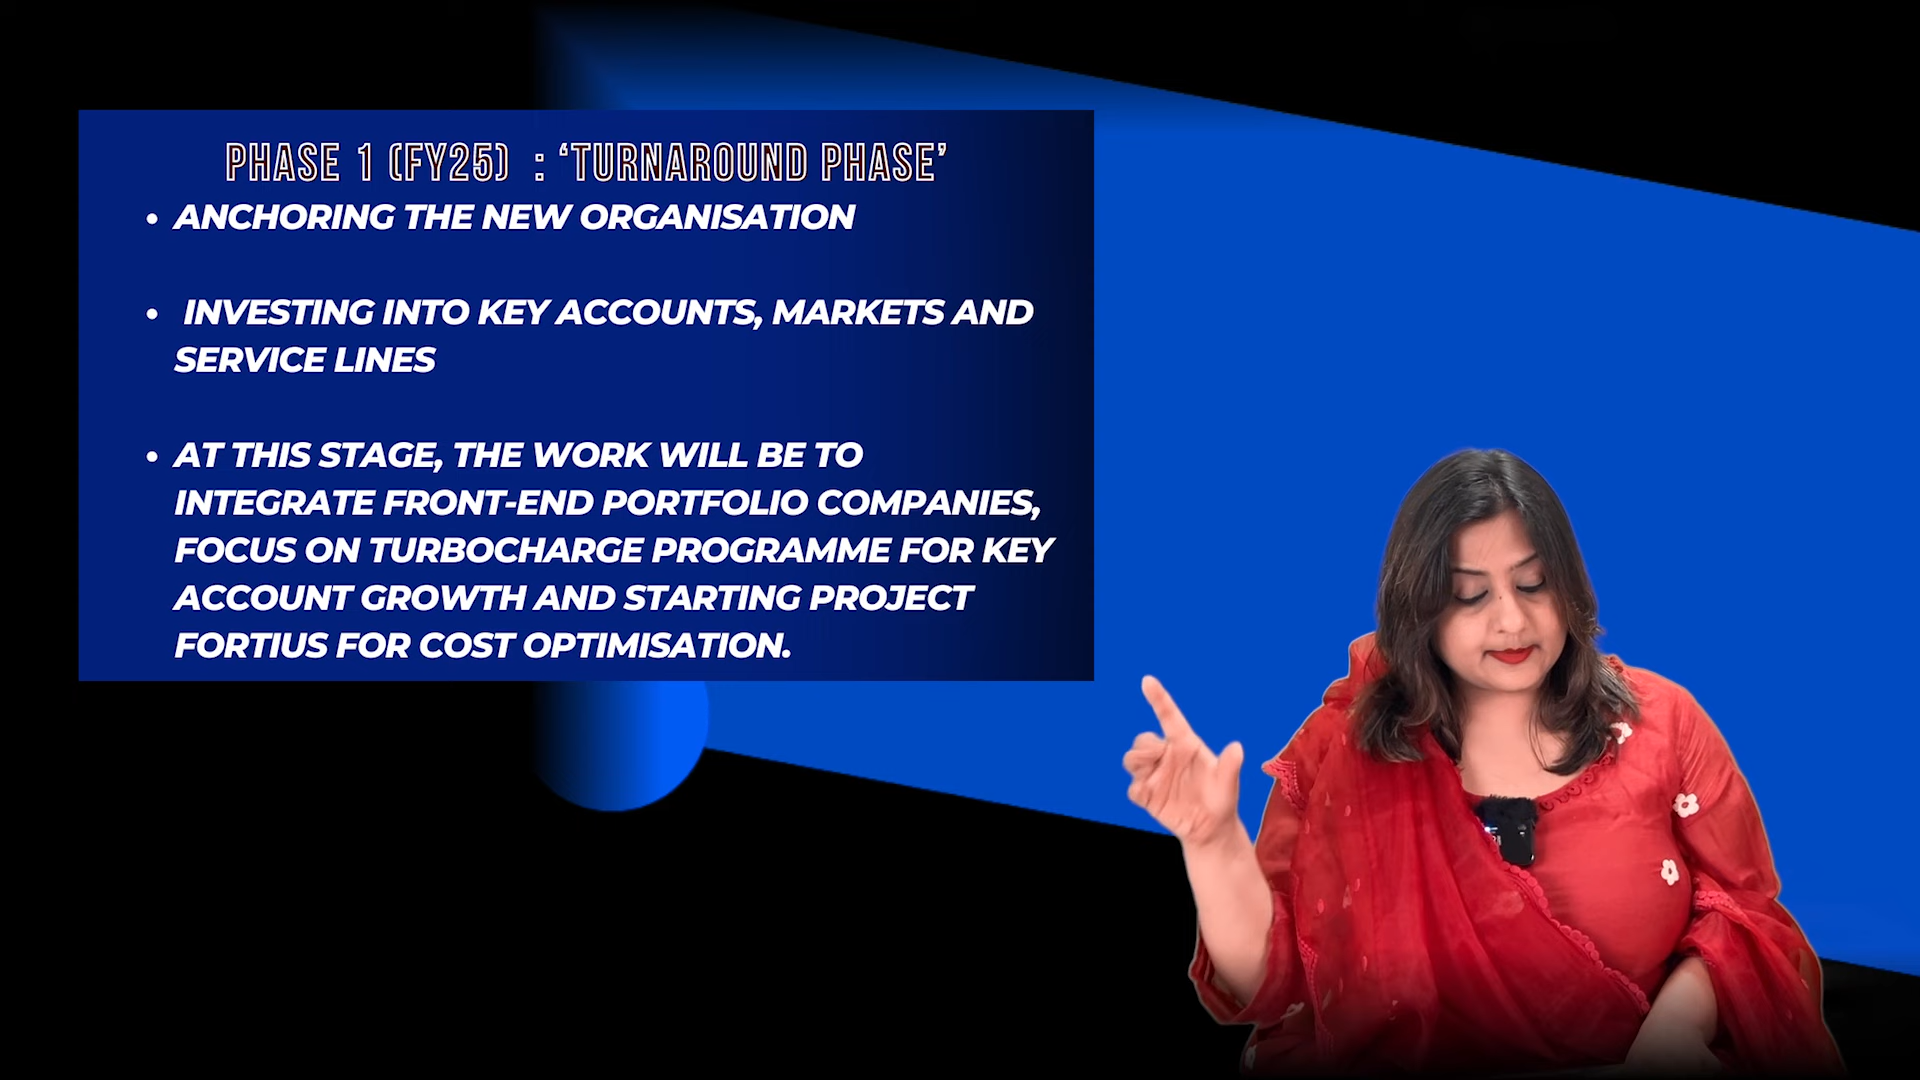 PHASE 1 (FY25) : ‘TURNAROUND PHASE’
• ANCHORING THE NEW ORGANISATION
• INVESTING INTO KEY ACCOUNTS, MARKETS AND
SERVICE LINES
• AT THIS STAGE, THE WORK WILL BE TO
INTEGRATE FRONT-END PORTFOLIO COMPANIES,
FOCUS ON TURBOCHARGE PROGRAMME FOR KEY
ACCOUNT GROWTH AND STARTING PROJECT
FORTIUS FOR COST OPTIMISATION.